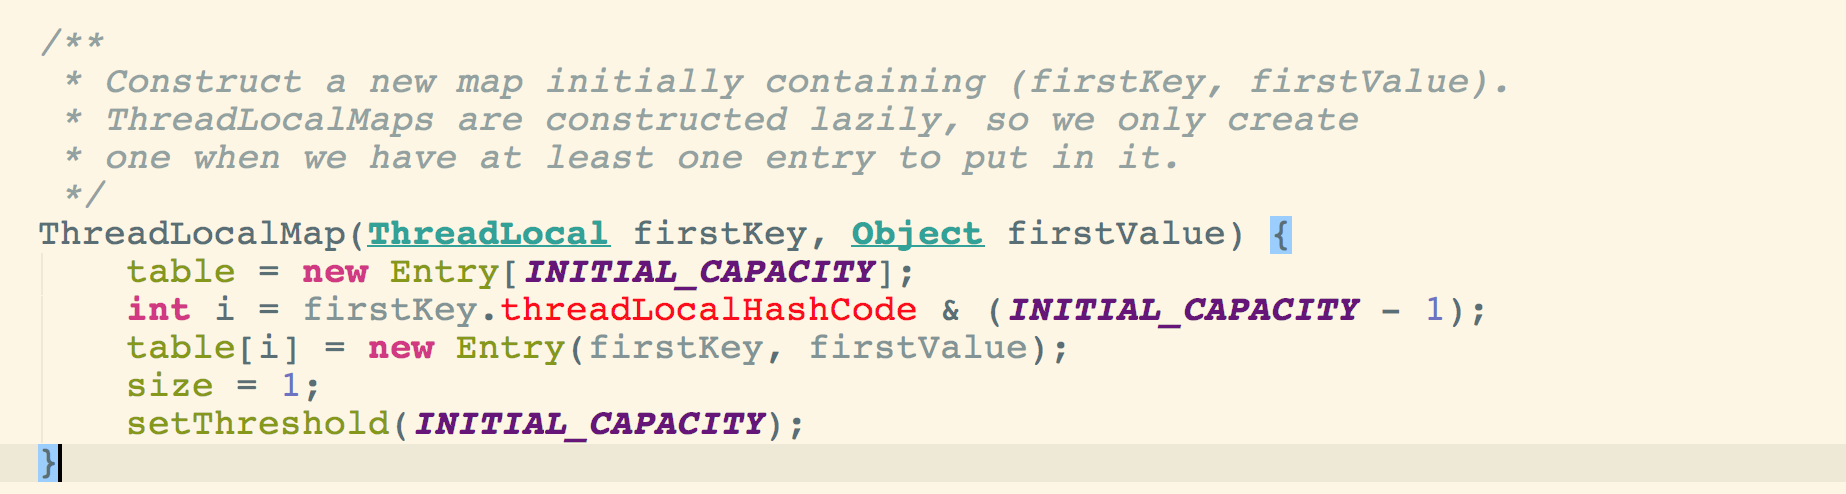 /**
 * Construct a new map initially containing (firstKey, firstValue).
 * ThreadLocalMaps are constructed lazily, so we only create
 * one when we have at least one entry to put in it.
 */
ThreadLocalMap(ThreadLocal firstKey, Object firstValue) {
    table = new Entry[INITIAL_CAPACITY];
    int i = firstKey.threadLocalHashCode & (INITIAL_CAPACITY - 1);
    table[i] = new Entry(firstKey, firstValue);
    size = 1;
    setThreshold(INITIAL_CAPACITY);
}